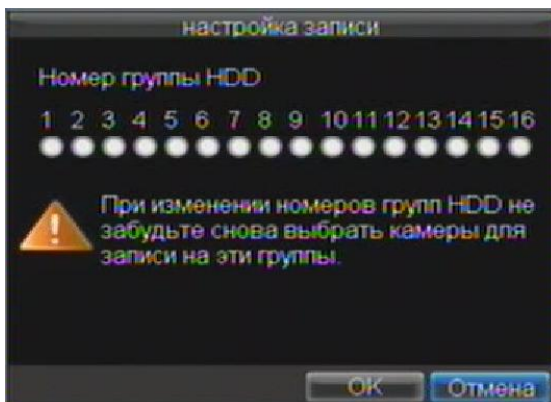 настройка записи
Номер группы HDD
1 2 3 4 5 6 7 8 9 10 11 12 13 14 15 16
При изменении номеров групп HDD не
забудьте снова выбрать камеры для
записи на эти группы.
OK Отмена